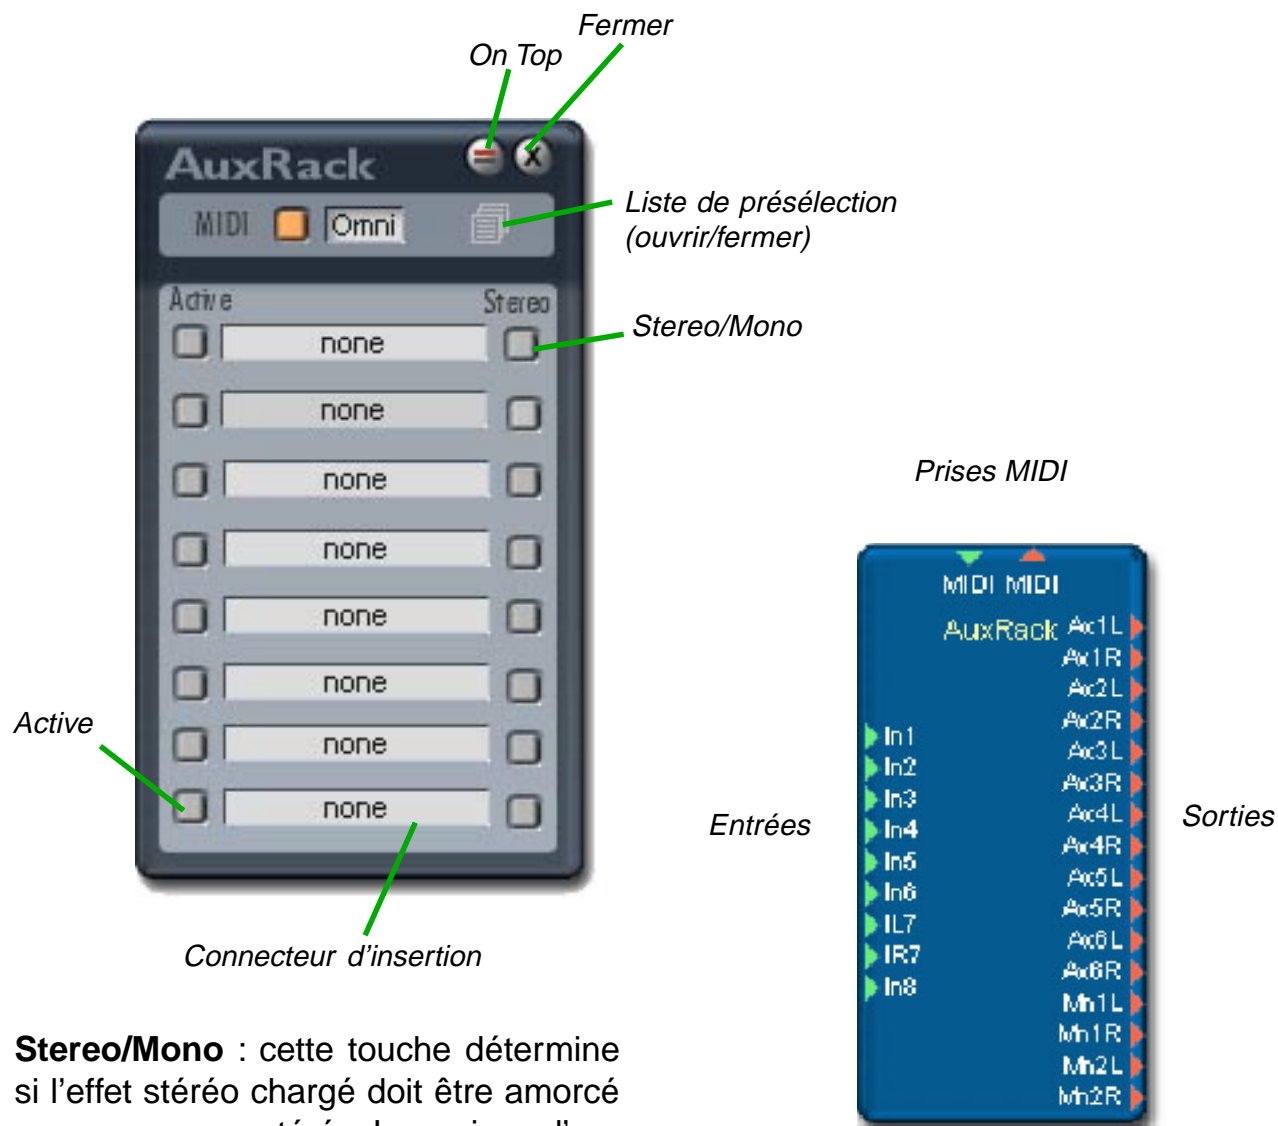 Fermer
On Top
AuxRack
MIDI Omni
Liste de présélection
(ouvrir/fermer)
Active Stereo
none
Stereo/Mono
none
none
none
none
none
none
none
Active
Connecteur d'insertion
Prises MIDI
MIDI MIDI
AuxRack
Entrées
In1
In2
In3
In4
In5
In6
IL7
IR7
In8
Ax1L
Ax1R
Ax2L
Ax2R
Ax3L
Ax3R
Ax4L
Ax4R
Ax5L
Ax5R
Ax6L
Ax6R
Mn1L
Mn1R
Mn2L
Mn2R
Sorties
Stereo/Mono : cette touche détermine
si l'effet stéréo chargé doit être amorcé